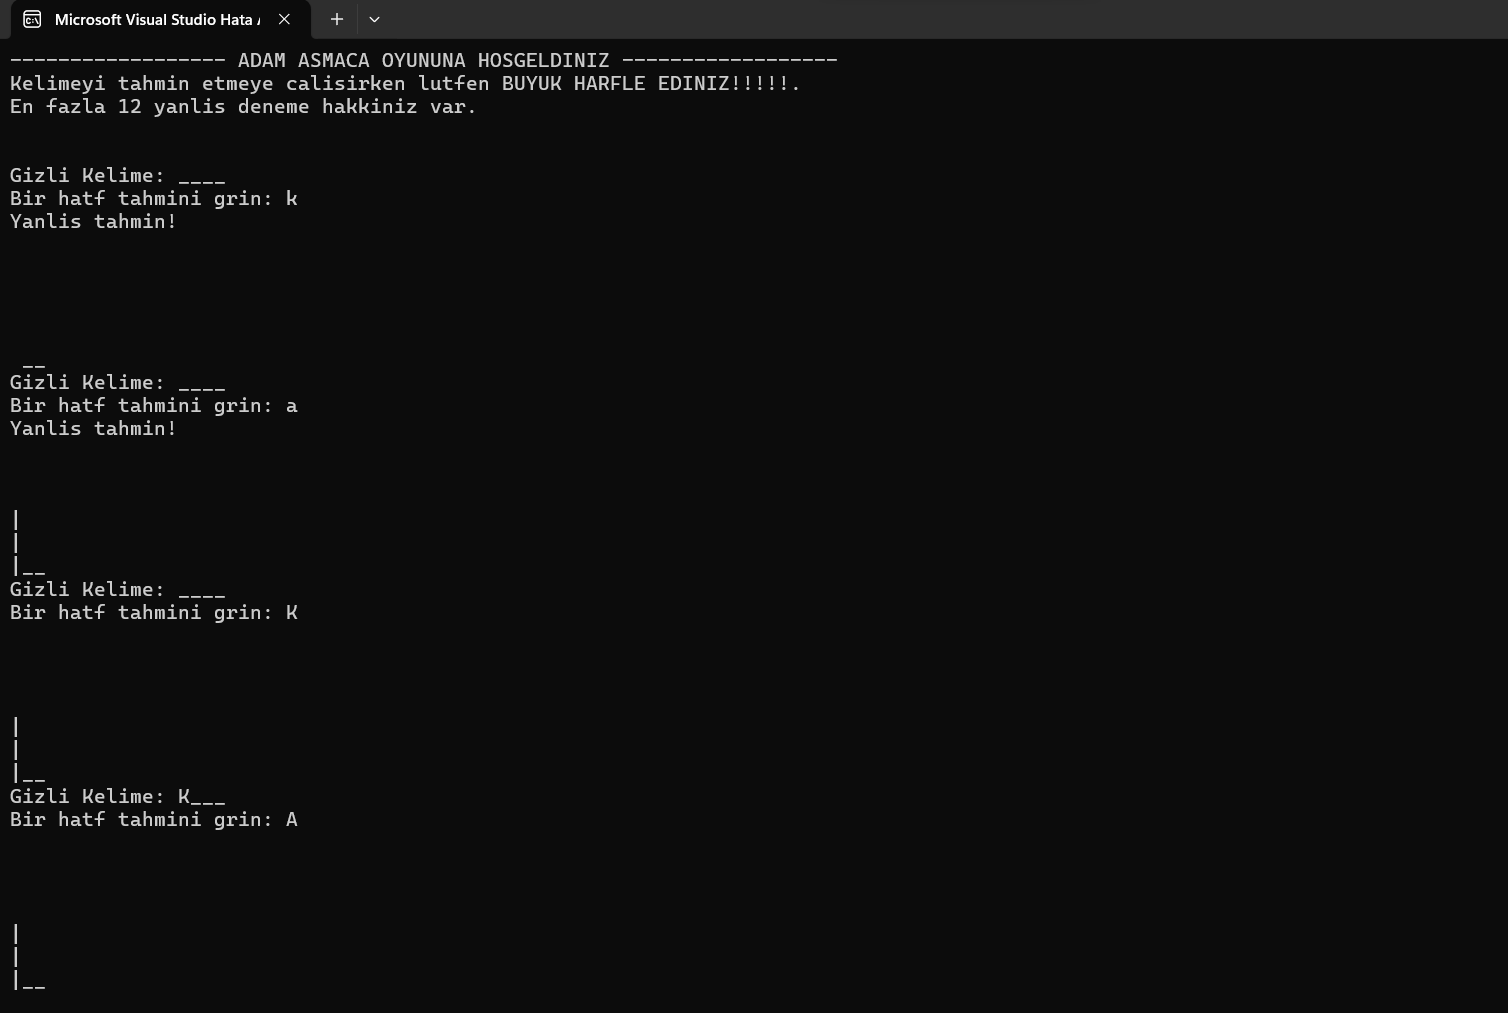 Microsoft Visual Studio Hata
------------------ ADAM ASMACA OYUNUNA HOSGELDINIZ ------------------
Kelimeyi tahmin etmeye calisirken lutfen BUYUK HARFLE EDINIZ!!!!!.
En fazla 12 yanlis deneme hakkiniz var.
Gizli Kelime: ____
Bir hatf tahmini grin: k
Yanlis tahmin!
__
Gizli Kelime: ____
Bir hatf tahmini grin: a
Yanlis tahmin!
|
|
|__
Gizli Kelime: ____
Bir hatf tahmini grin: K
|
|
|__
Gizli Kelime: K___
Bir hatf tahmini grin: A
|
|
|__